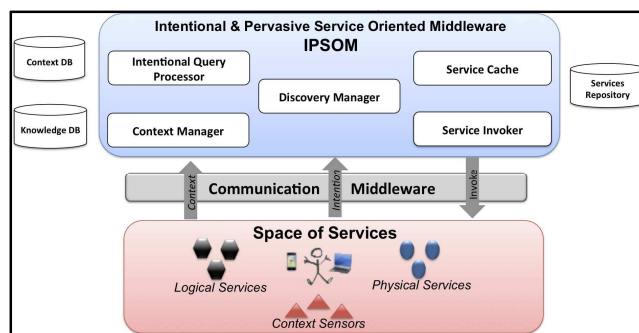 Intentional & Pervasive Service Oriented Middleware
IPSOM
Context DB
Knowledge DB
Intentional Query
Processor
Context Manager
Discovery Manager
Service Cache
Service Invoker
Services
Repository
Context
Intention
Invoke
Communication Middleware
Space of Services
Logical Services
Physical Services
Context Sensors